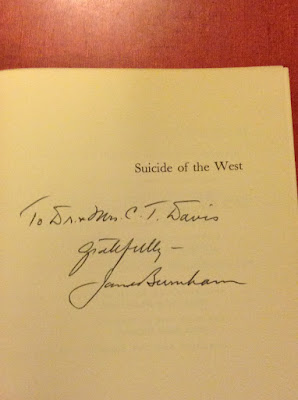 Suicide of the West
To Dr. & Mrs. C. T. Davis
Gratefully —
James Burnham